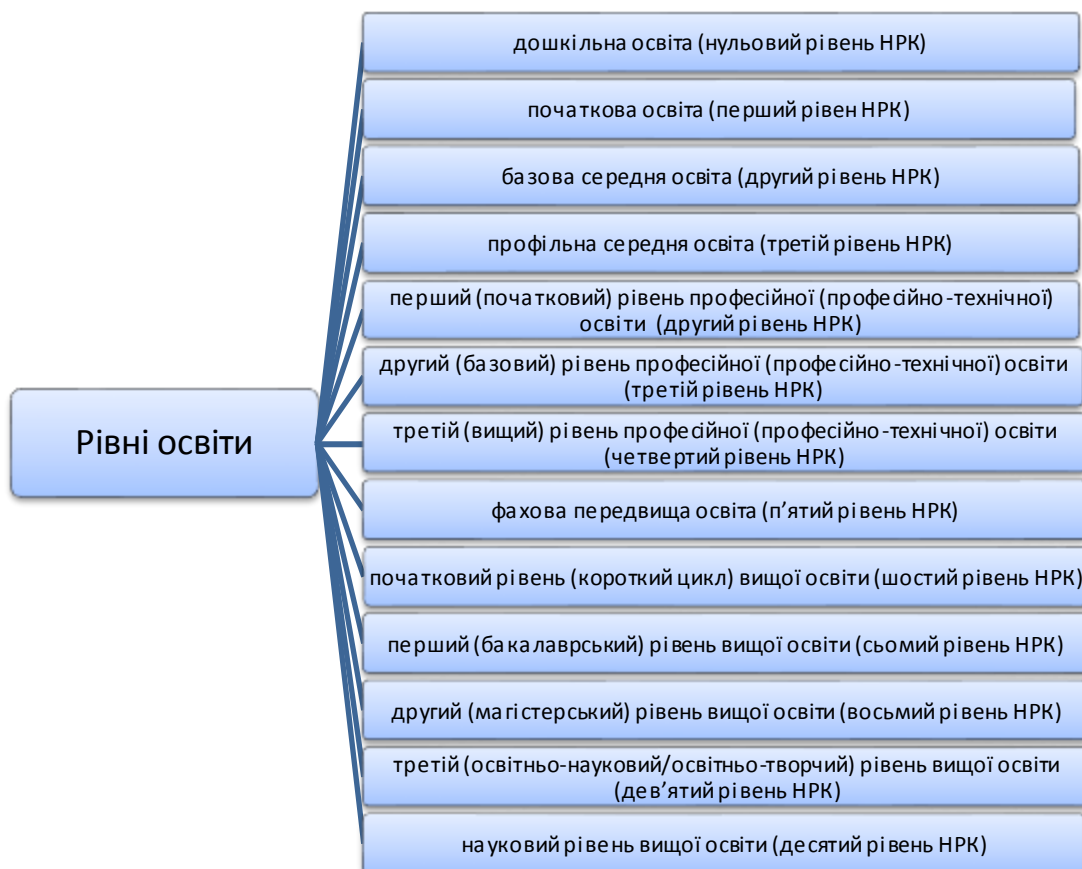 дошкільна освіта (нульовий рівень НРК)
початкова освіта (перший рівен НРК)
базова середня освіта (другий рівень НРК)
профільна середня освіта (третій рівень НРК)
перший (початковий) рівень професійної (професійно-технічної)
освіти (другий рівень НРК)
другий (базовий) рівень професійної (професійно-технічної) освіти
(третій рівень НРК)
Рівні освіти
третій (вищий) рівень професійної (професійно-технічної) освіти
(четвертий рівень НРК)
фахова передвища освіта (п’ятий рівень НРК)
початковий рівень (короткий цикл) вищої освіти (шостий рівень НРК)
перший (бакалаврський) рівень вищої освіти (сьомий рівень НРК)
другий (магістерський) рівень вищої освіти (восьмий рівень НРК)
третій (освітньо-науковий/освітньо-творчий) рівень вищої освіти
(дев’ятий рівень НРК)
науковий рівень вищої освіти (десятий рівень НРК)